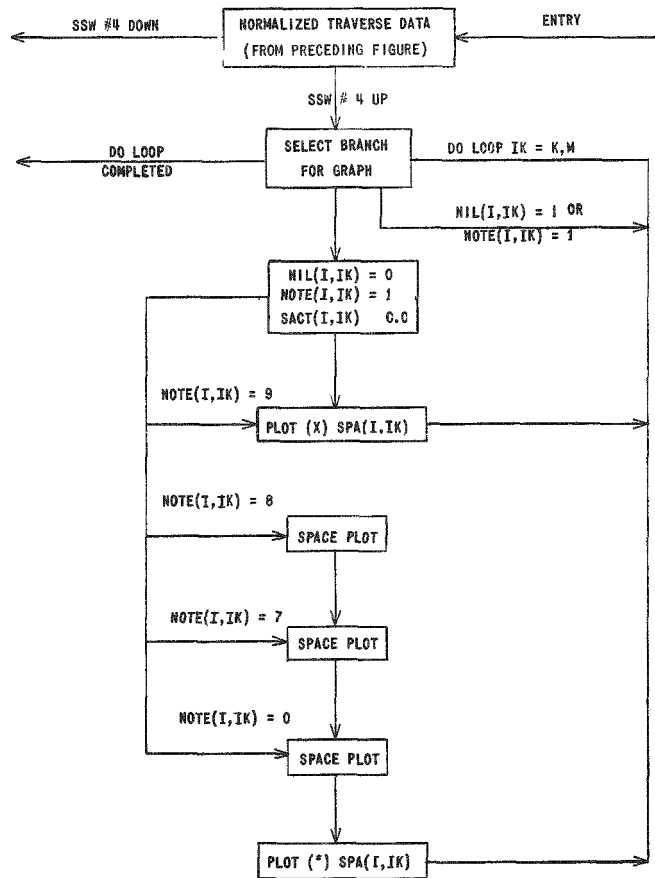 SSW #4 DOWN
NORMALIZED TRAVERSE DATA
(FROM PRECEDING FIGURE)
ENTRY
SSW # 4 UP
DO LOOP
COMPLETED
SELECT BRANCH
FOR GRAPH
DO LOOP IK = K,M
NIL(I,IK) = 1 OR
NOTE(I,IK) = 1
NIL(I,IK) = 0
NOTE(I,IK) = 1
SACT(I,IK) 0.0
NOTE(I,IK) = 9
PLOT (X) SPA(I,IK)
NOTE(I,IK) = 8
SPACE PLOT
NOTE(I,IK) = 7
SPACE PLOT
NOTE(I,IK) = 0
SPACE PLOT
PLOT (*) SPA(I,IK)